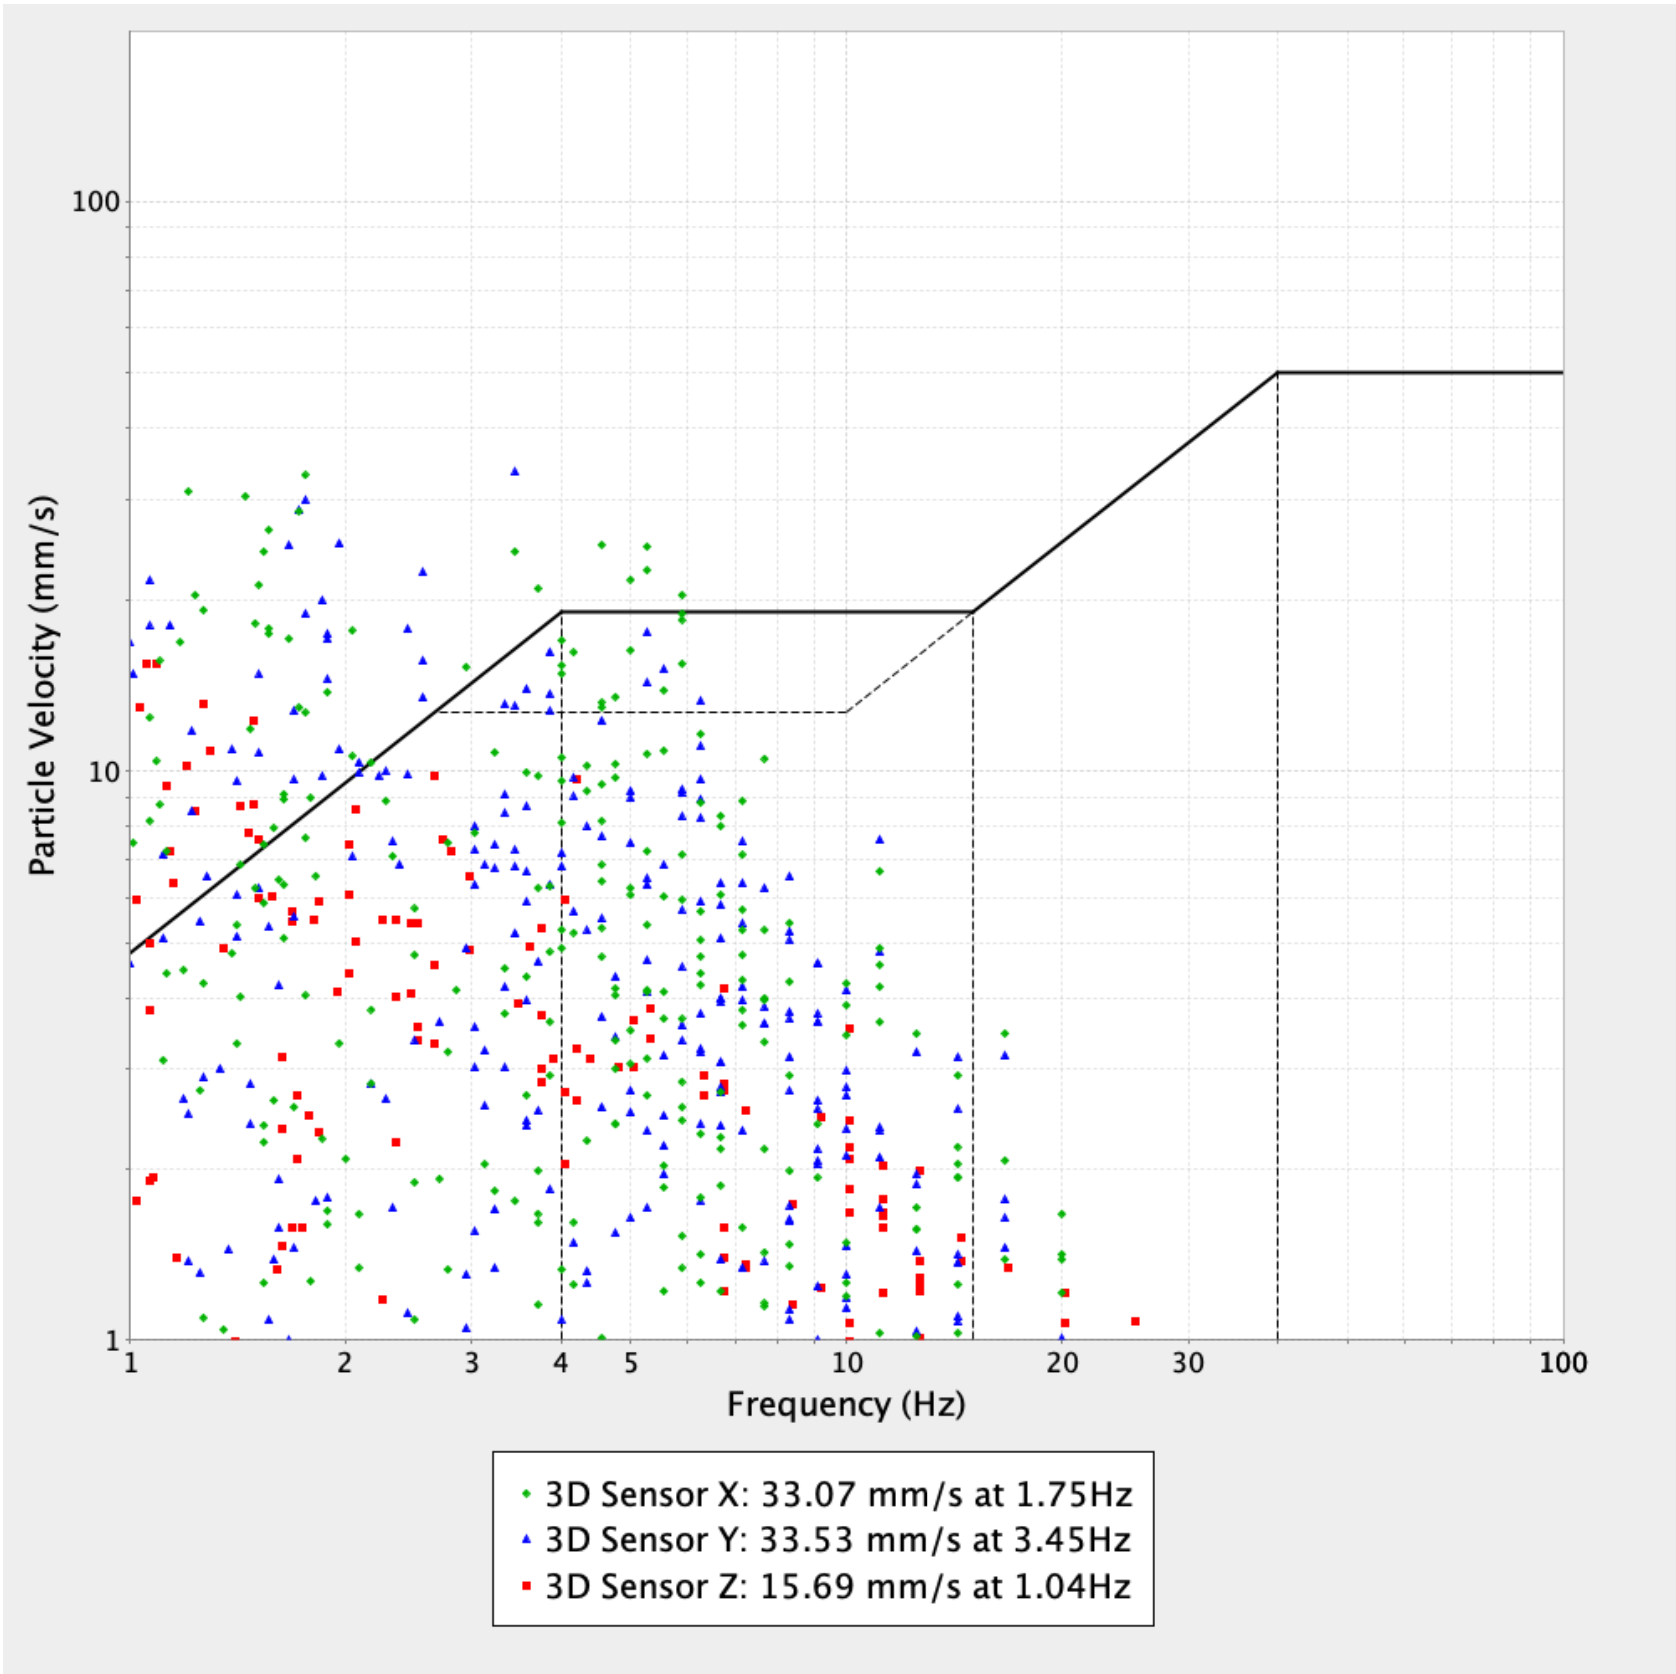 Particle Velocity (mm/s)
100
10
1
1 2 3 4 5 10 20 30 100
Frequency (Hz)
3D Sensor X: 33.07 mm/s at 1.75Hz
3D Sensor Y: 33.53 mm/s at 3.45Hz
3D Sensor Z: 15.69 mm/s at 1.04Hz